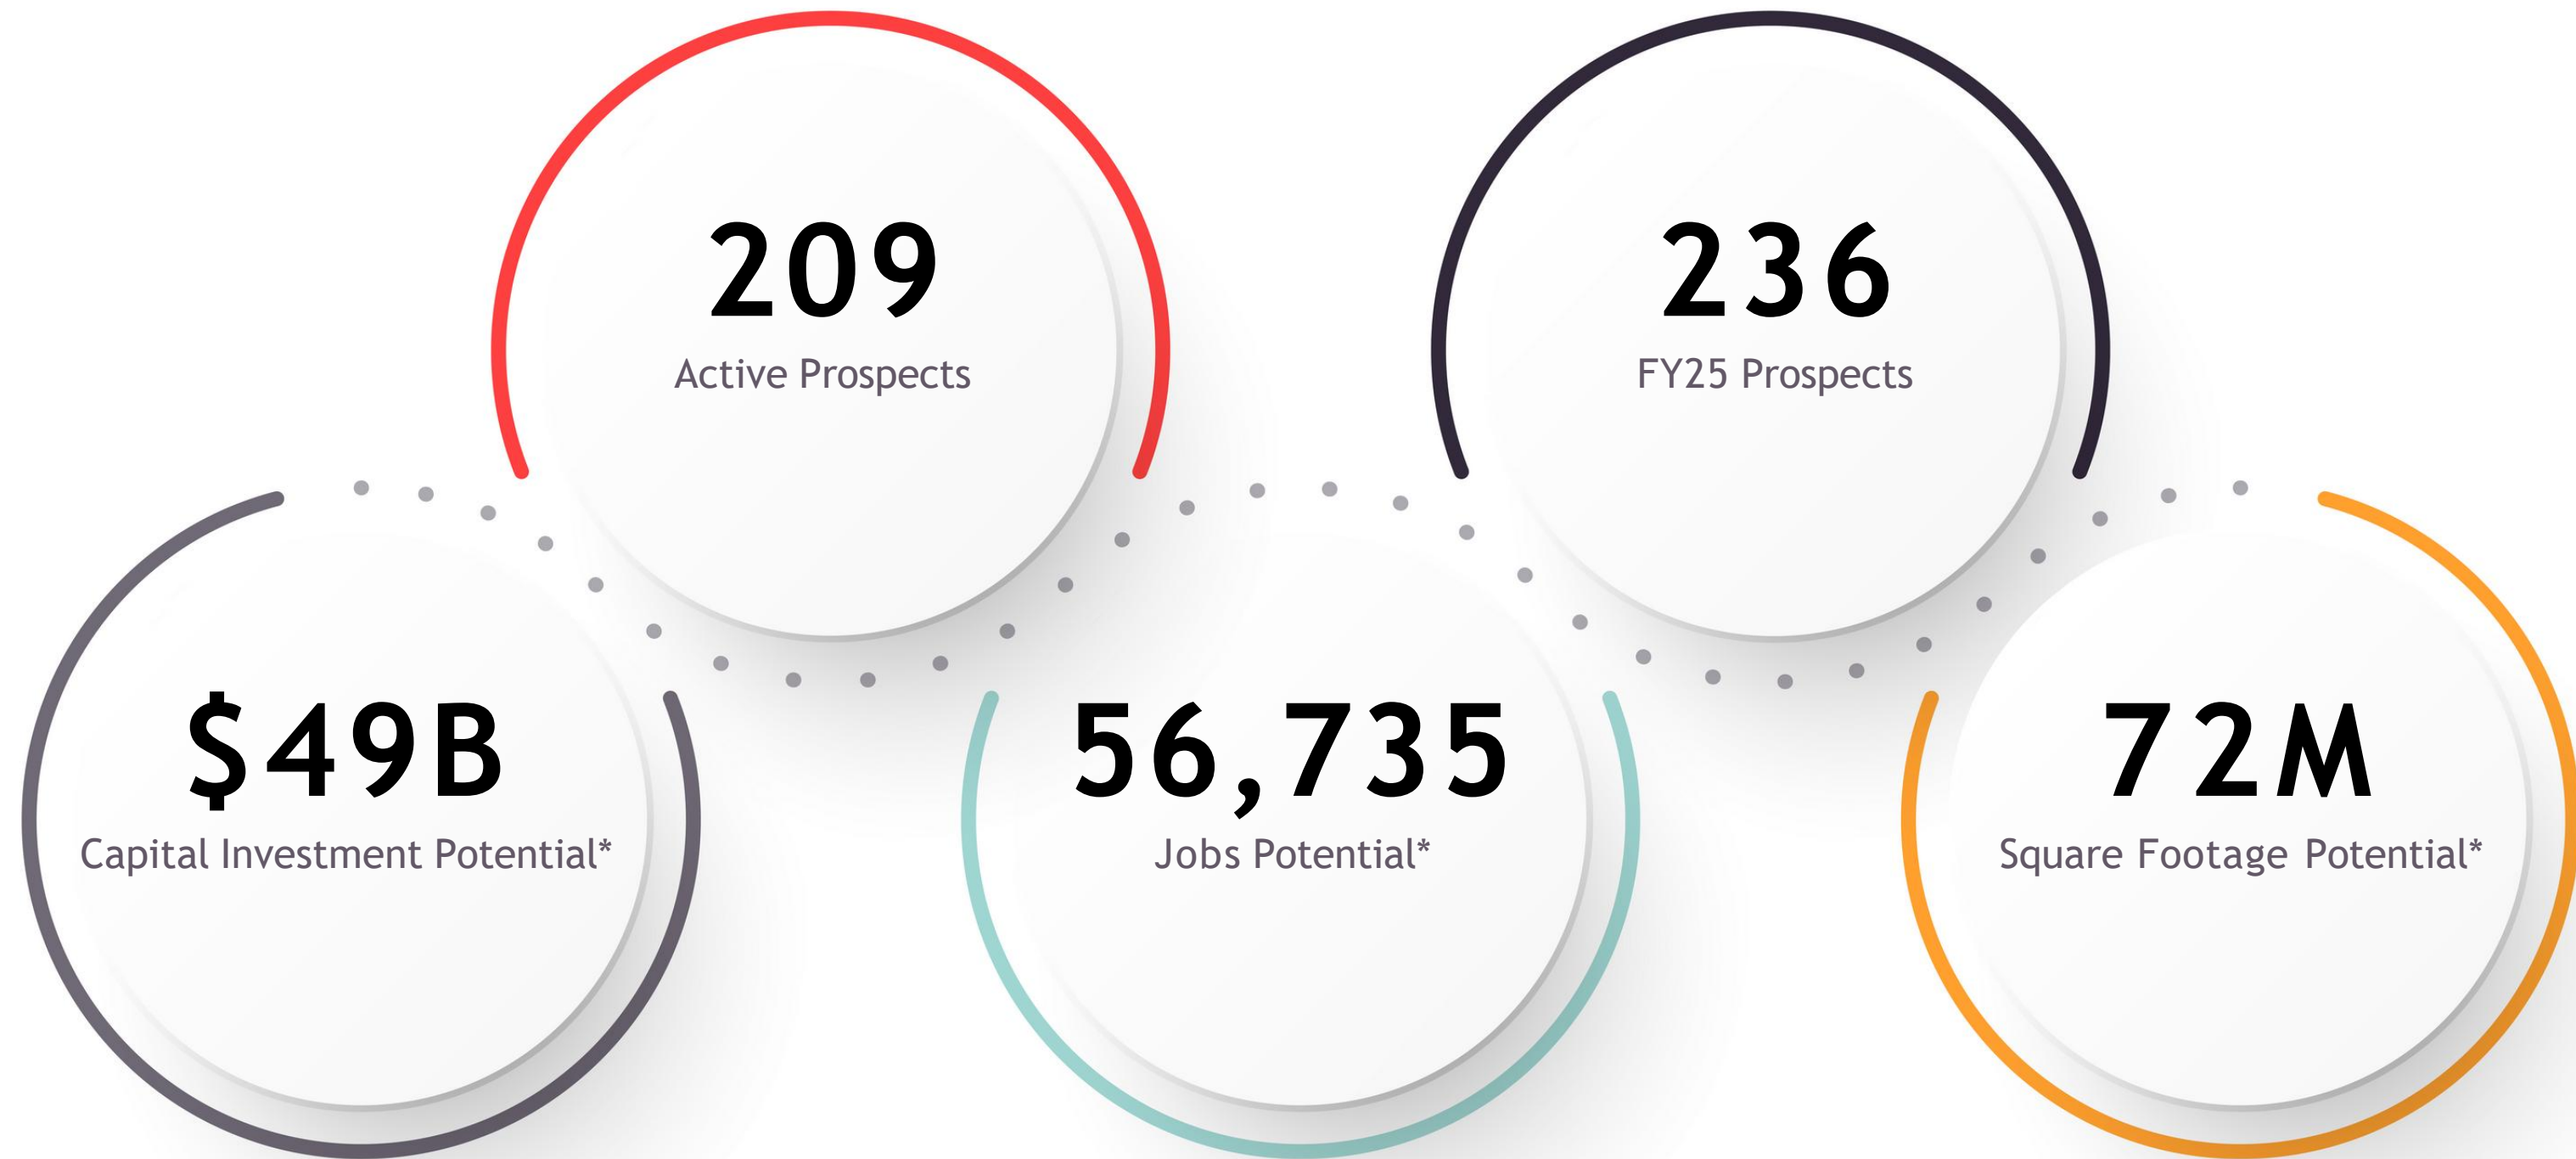 209
Active Prospects
236
FY25 Prospects
$49B
Capital Investment Potential*
56,735
Jobs Potential*
72M
Square Footage Potential*